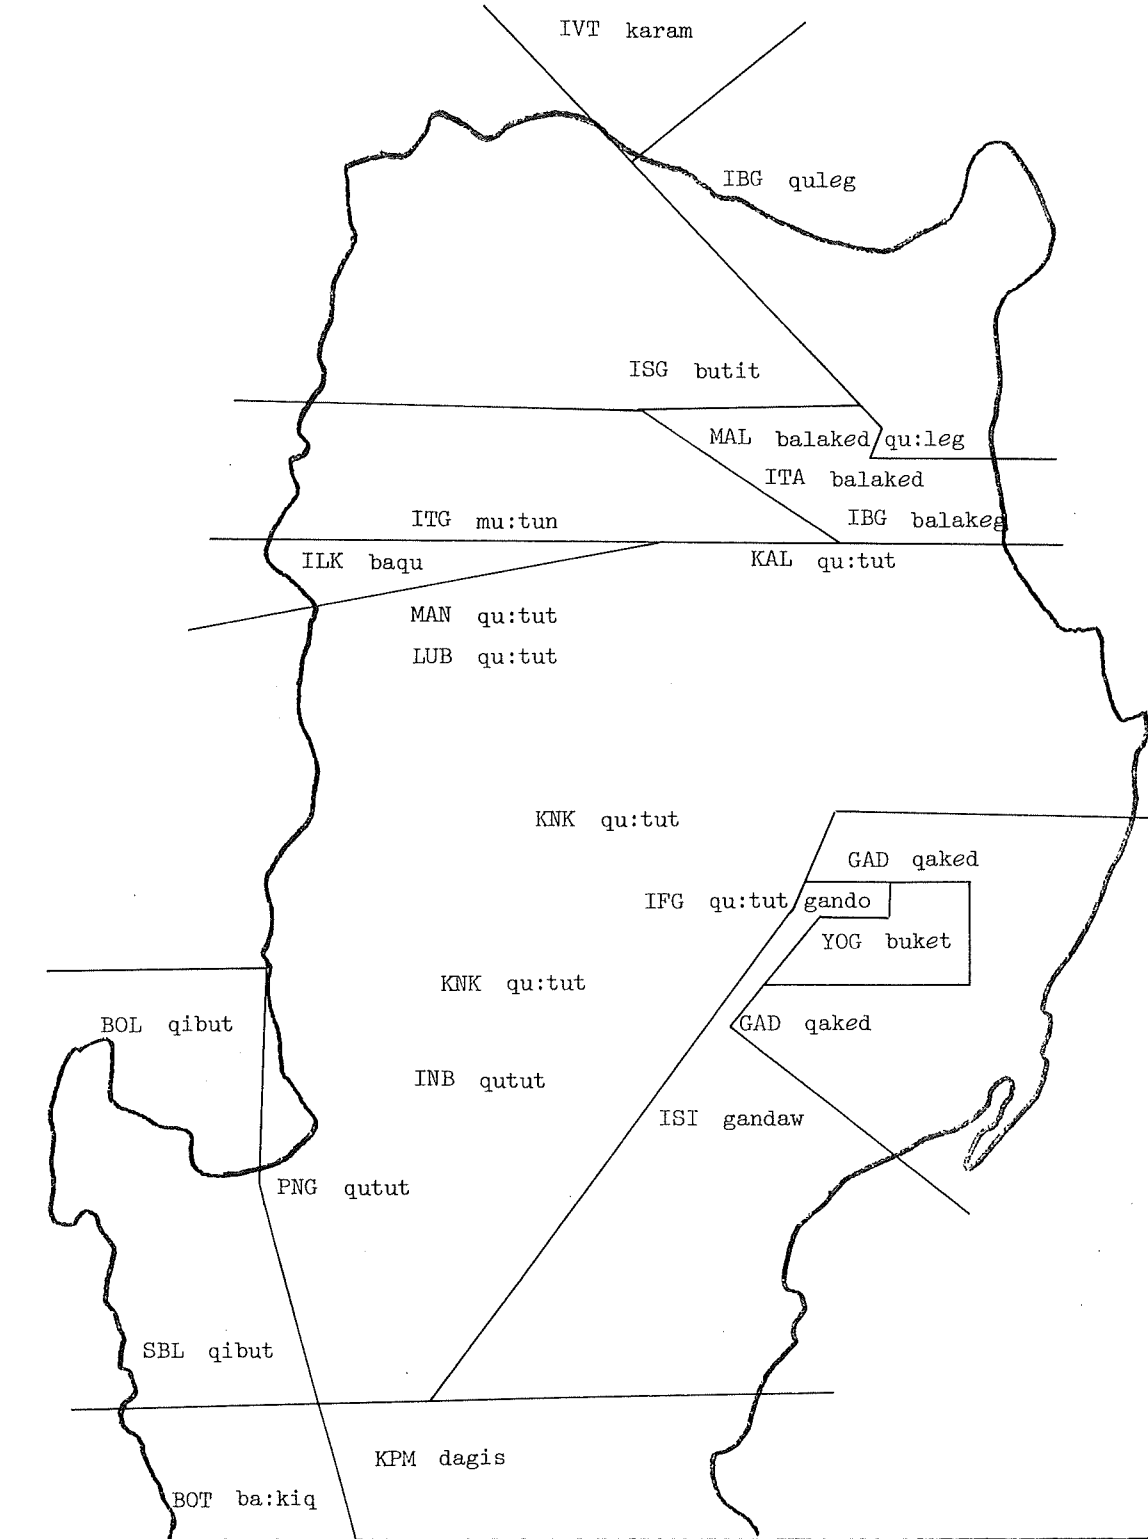 IVT karam
IBG quleg
ISG butit
MAL balaked qu:leg
ITA balaked
ITG mu:tun
IBG balakeg
ILK baqu
KAL qu:tut
MAN qu:tut
LUB qu:tut
KNK qu:tut
GAD qaked
IFG qu:tut gando
YOG buket
KNK qu:tut
BOL qibut
GAD qaked
INB qutut
ISI gandaw
PNG qutut
SBL qibut
KPM dagis
BOT ba:kiq